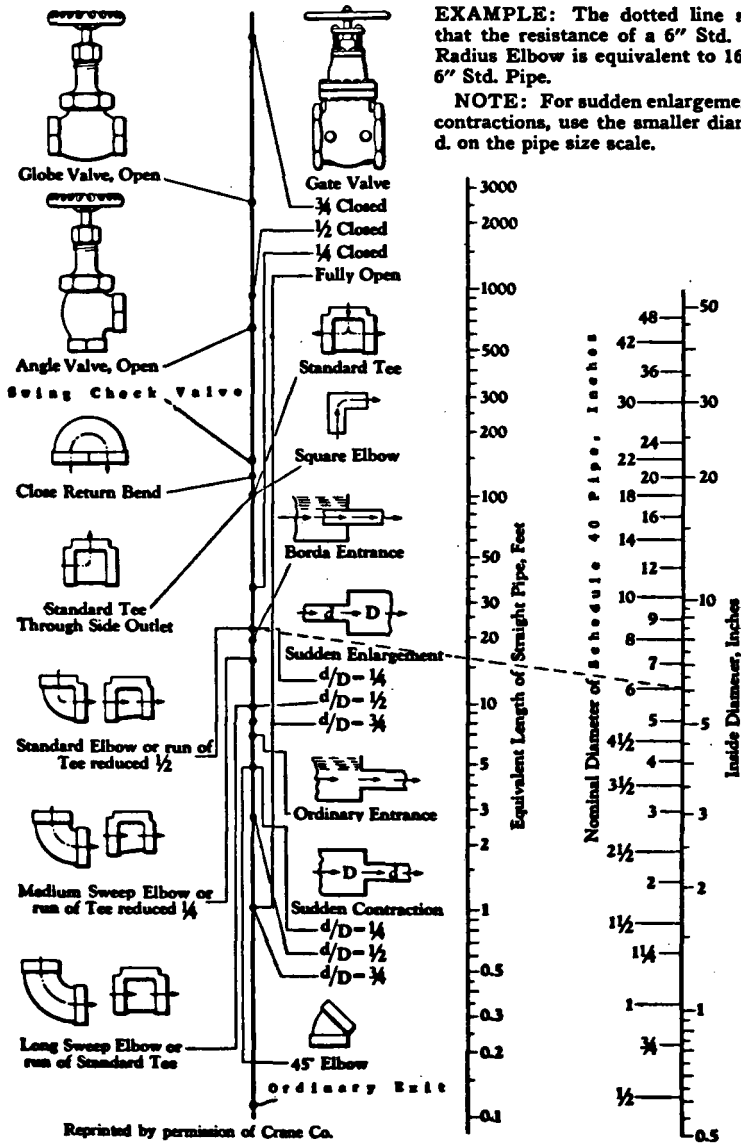 EXAMPLE: The dotted line
that the resistance of a 6" Std.
Radius Elbow is equivalent to 16
6" Std. Pipe.
NOTE: For sudden
contractions, use the smaller
d. on the pipe size scale.
Globe Valve, Open
Angle Valve, Open
Swing Check Valve
Close Return Bend
Standard Tee
Through Side Outlet
Standard Elbow or run of
Tee reduced ½
Medium Sweep Elbow or
run of Tee reduced ¼
Long Sweep Elbow or
run of Standard Tee
Gate Valve
¾ Closed
½ Closed
¼ Closed
Fully Open
Standard Tee
Square Elbow
Borda Entrance
d D
Sudden Enlargement
d/D=¼
d/D=½
d/D=¾
Ordinary Entrance
D d
Sudden Contraction
d/D=¼
d/D=½
d/D=¾
45° Elbow
Ordinary Exit
Reprinted by permission of Crane Co.
3000
2000
1000
500
300
200
100
50
30
20
10
5
3
2
1
0.5
0.3
0.2
0.1
Equivalent Length of Straight Pipe, Feet
Nominal Diameter of Schedule 40 Pipe, Inches
48
42
36
30
24
22
20
18
16
14
12
10
9
8
7
6
5
4½
4
3½
3
2½
2
1½
1¼
1
¾
½
50
30
20
10
5
3
2
1
0.5
Inside Diameter, Inches